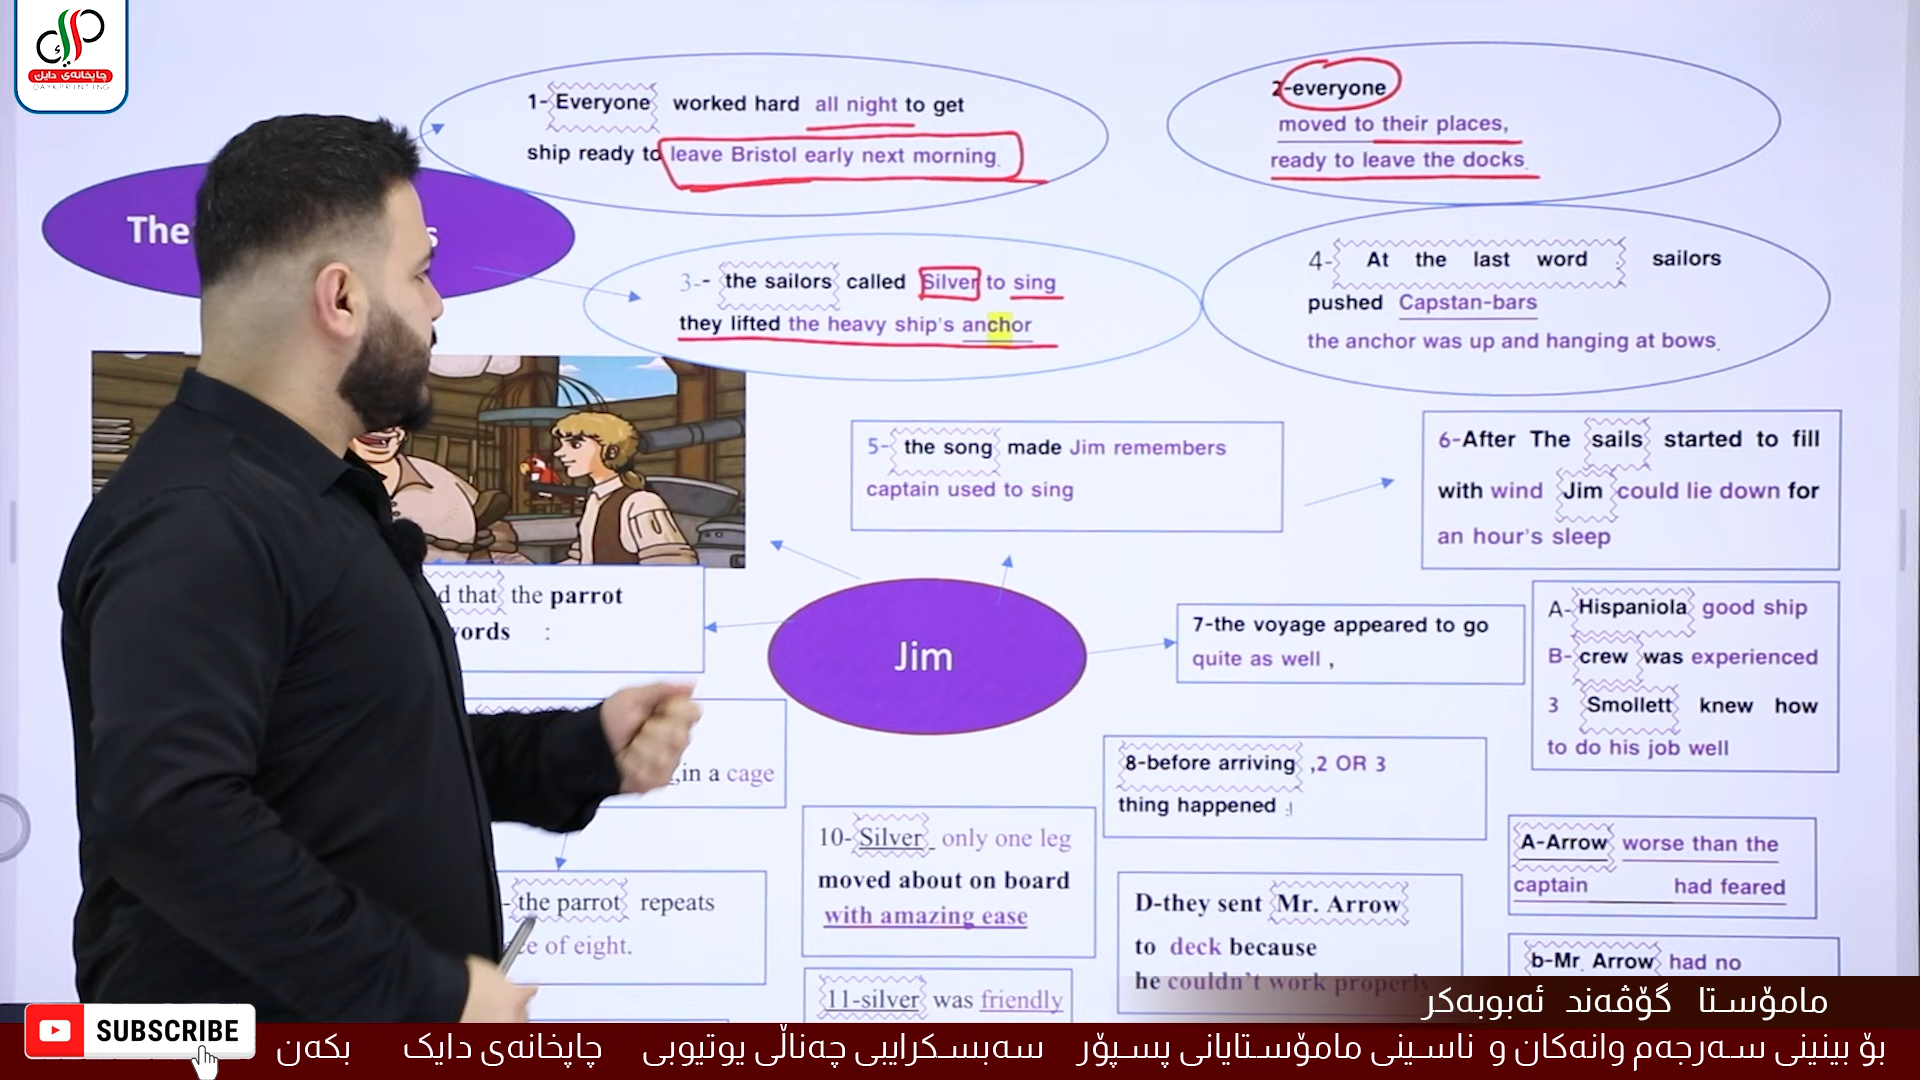 چاپخانەی دایک
DAYKPRINTING
1- Everyone worked hard all night to get
ship ready to leave Bristol early next morning.
2-everyone
moved to their places,
ready to leave the docks.
The
s
3-- the sailors called Silver to sing
they lifted the heavy ship's anchor
4- At the last word . sailors
pushed Capstan-bars
the anchor was up and hanging at bows.
5- the song made Jim remembers
captain used to sing
6-After The sails started to fill
with wind Jim could lie down for
an hour's sleep
d that the parrot
words :
Jim
7-the voyage appeared to go
quite as well ,
A- Hispaniola good ship
B- crew was experienced
3 Smollett knew how
to do his job well
,in a cage
8-before arriving ,2 OR 3
thing happened :
10- Silver only one leg
moved about on board
with amazing ease
A-Arrow worse than the
captain had feared
- the parrot repeats
ce of eight.
D-they sent Mr. Arrow
to deck because
he couldn't work properly
b-Mr. Arrow had no
11-silver was friendly
مامۆستا گۆڤەند ئەبوبەکر
SUBSCRIBE
بۆ بینینی سەرجەم وانەکان و ناسینی مامۆستایانی پسپۆر سەبسکرایبی چەناڵی یوتیوبی چاپخانەی دایک بکەن